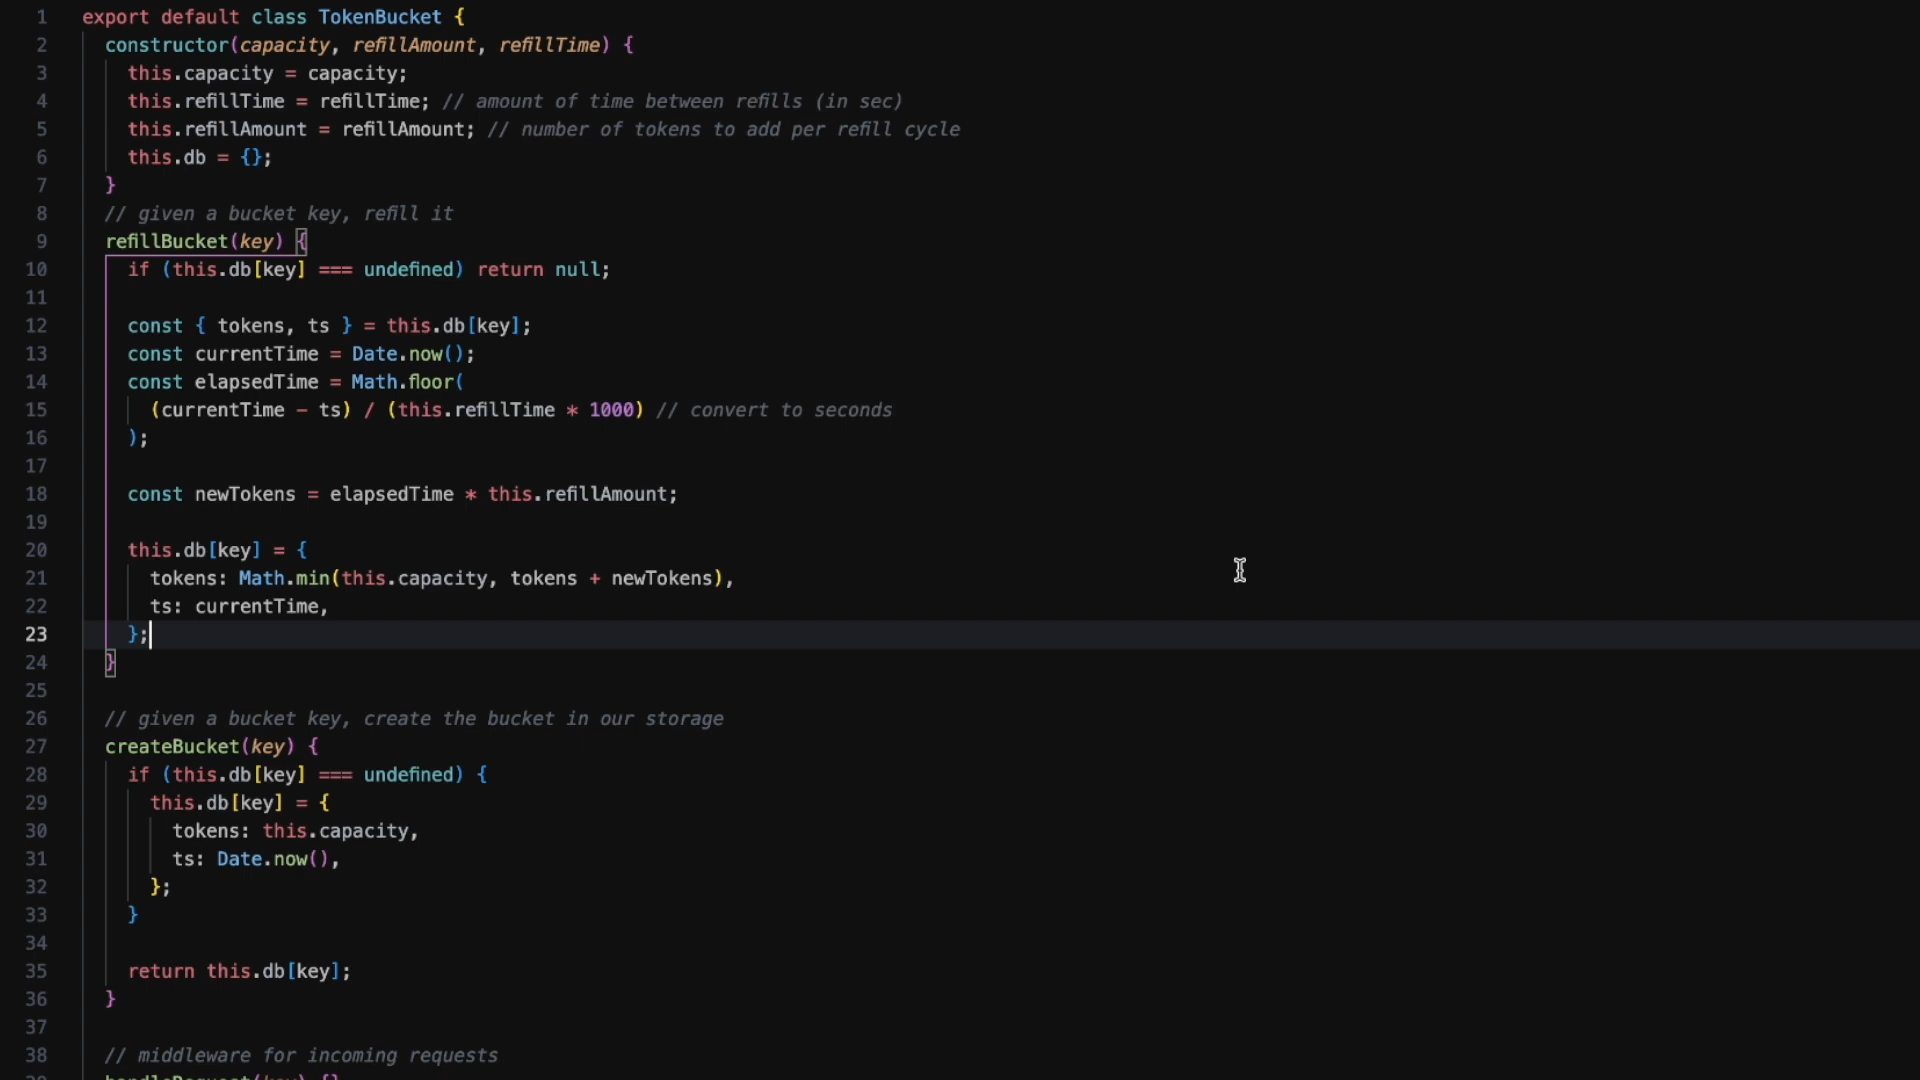 1 export default class TokenBucket {
2 constructor(capacity, refillAmount, refillTime) {
3 this.capacity = capacity;
4 this.refillTime = refillTime; // amount of time between refills (in sec)
5 this.refillAmount = refillAmount; // number of tokens to add per refill cycle
6 this.db = {};
7 }
8 // given a bucket key, refill it
9 refillBucket(key) {
10 if (this.db[key] === undefined) return null;
11
12 const { tokens, ts } = this.db[key];
13 const currentTime = Date.now();
14 const elapsedTime = Math.floor(
15 (currentTime - ts) / (this.refillTime * 1000) // convert to seconds
16 );
17
18 const newTokens = elapsedTime * this.refillAmount;
19
20 this.db[key] = {
21 tokens: Math.min(this.capacity, tokens + newTokens),
22 ts: currentTime,
23 };
24 }
25
26 // given a bucket key, create the bucket in our storage
27 createBucket(key) {
28 if (this.db[key] === undefined) {
29 this.db[key] = {
30 tokens: this.capacity,
31 ts: Date.now(),
32 };
33 }
34
35 return this.db[key];
36 }
37
38 // middleware for incoming requests
39 handleRequest(key) {}